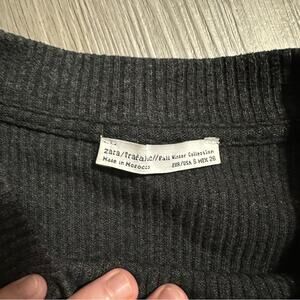 zara/Trafaluc//Fall Winter Collection
Made in Morocco EUR/USA S MEX 26